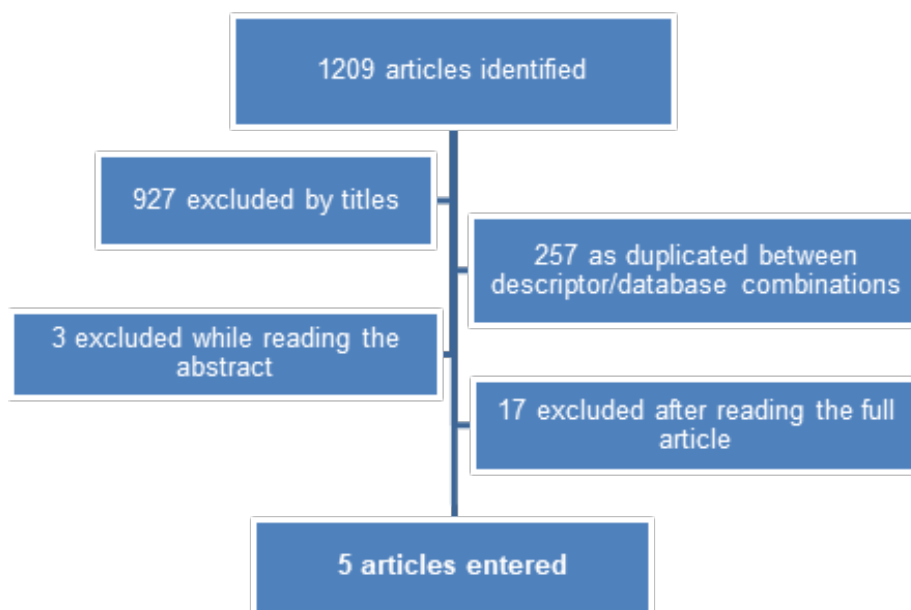 1209 articles identified
927 excluded by titles
257 as duplicated between
descriptor/database combinations
3 excluded while reading the
abstract
17 excluded after reading the full
article
5 articles entered